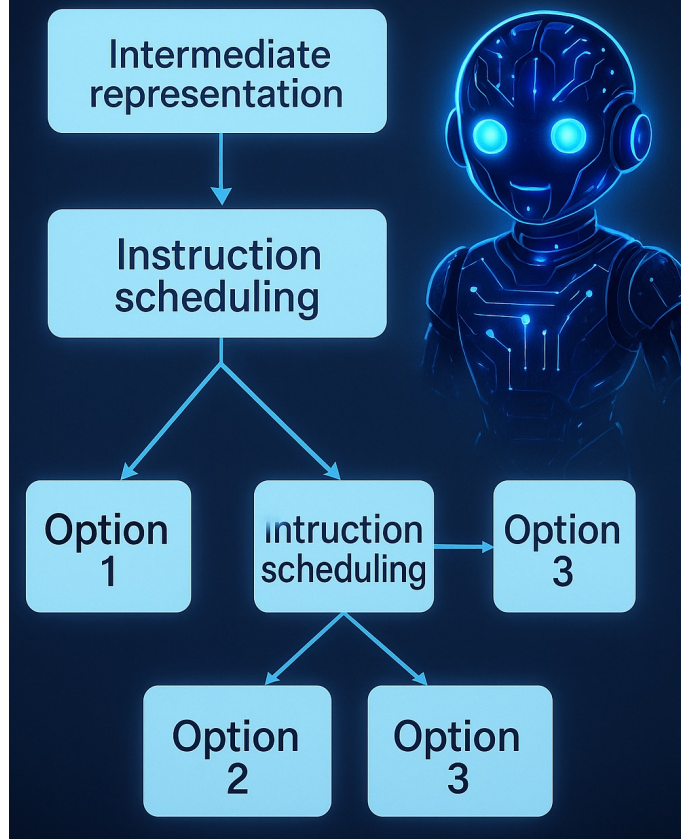 Intermediate
representation
Instruction
scheduling
Option
1
intruction
scheduling
Option
3
Option
2
Option
3